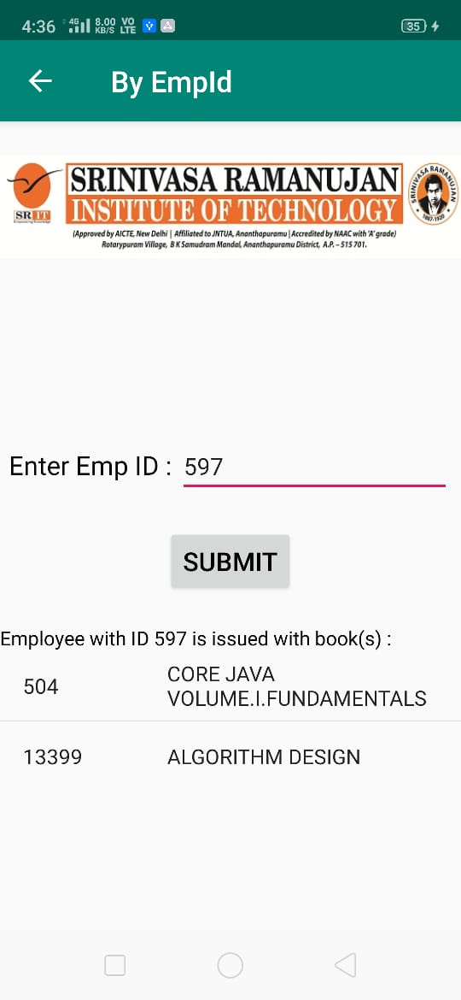 4:36 4G 8.00 KB/S VO LTE 35
By EmpId
SRINIVASA RAMANUJAN
INSTITUTE OF TECHNOLOGY
SRIT
(Approved by AICTE, New Delhi | Affiliated to JNTUA, Ananthapuramu | Accredited by NAAC with 'A' grade)
Rotarypuram Village, B K Samudram Mandal, Ananthapuramu District, A.P. – 515 701.
SRINIVASA RAMANUJAN
1887-1920
Enter Emp ID : 597
SUBMIT
Employee with ID 597 is issued with book(s) :
504 CORE JAVA
VOLUME.I.FUNDAMENTALS
13399 ALGORITHM DESIGN